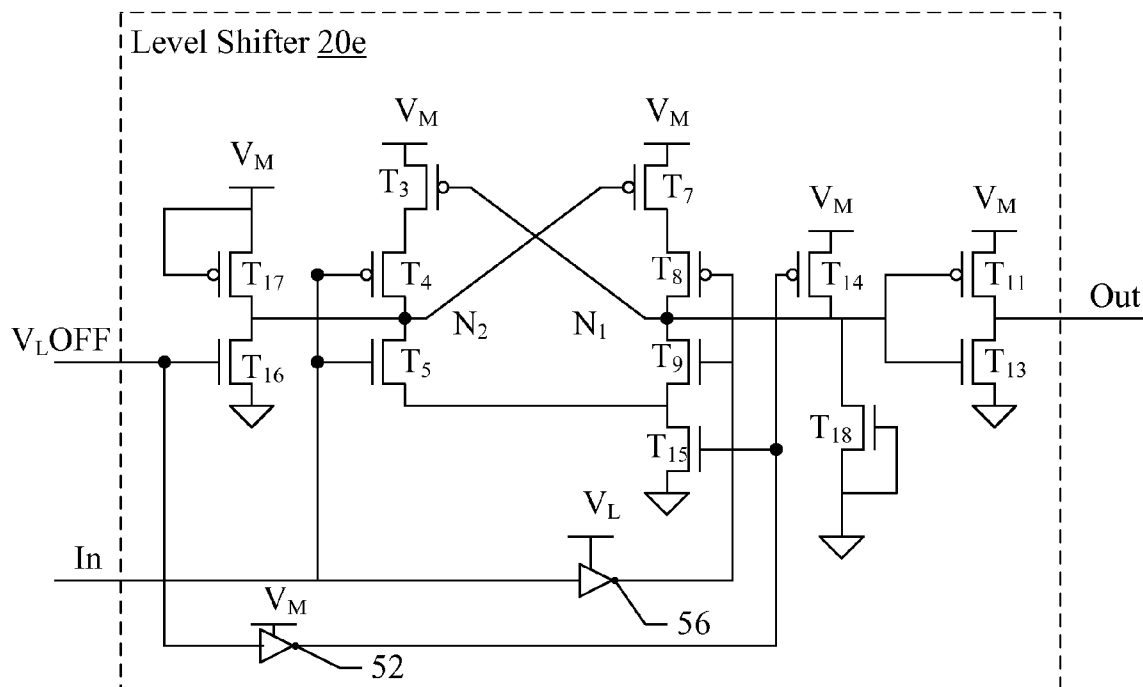 Level Shifter 20e
V_M
V_M
V_M
T_3
T_7
V_M
V_M
T_17
T_4
T_8
T_14
T_11
Out
N_2
N_1
V_LOFF
T_16
T_5
T_9
T_13
T_18
T_15
V_L
In
56
V_M
52